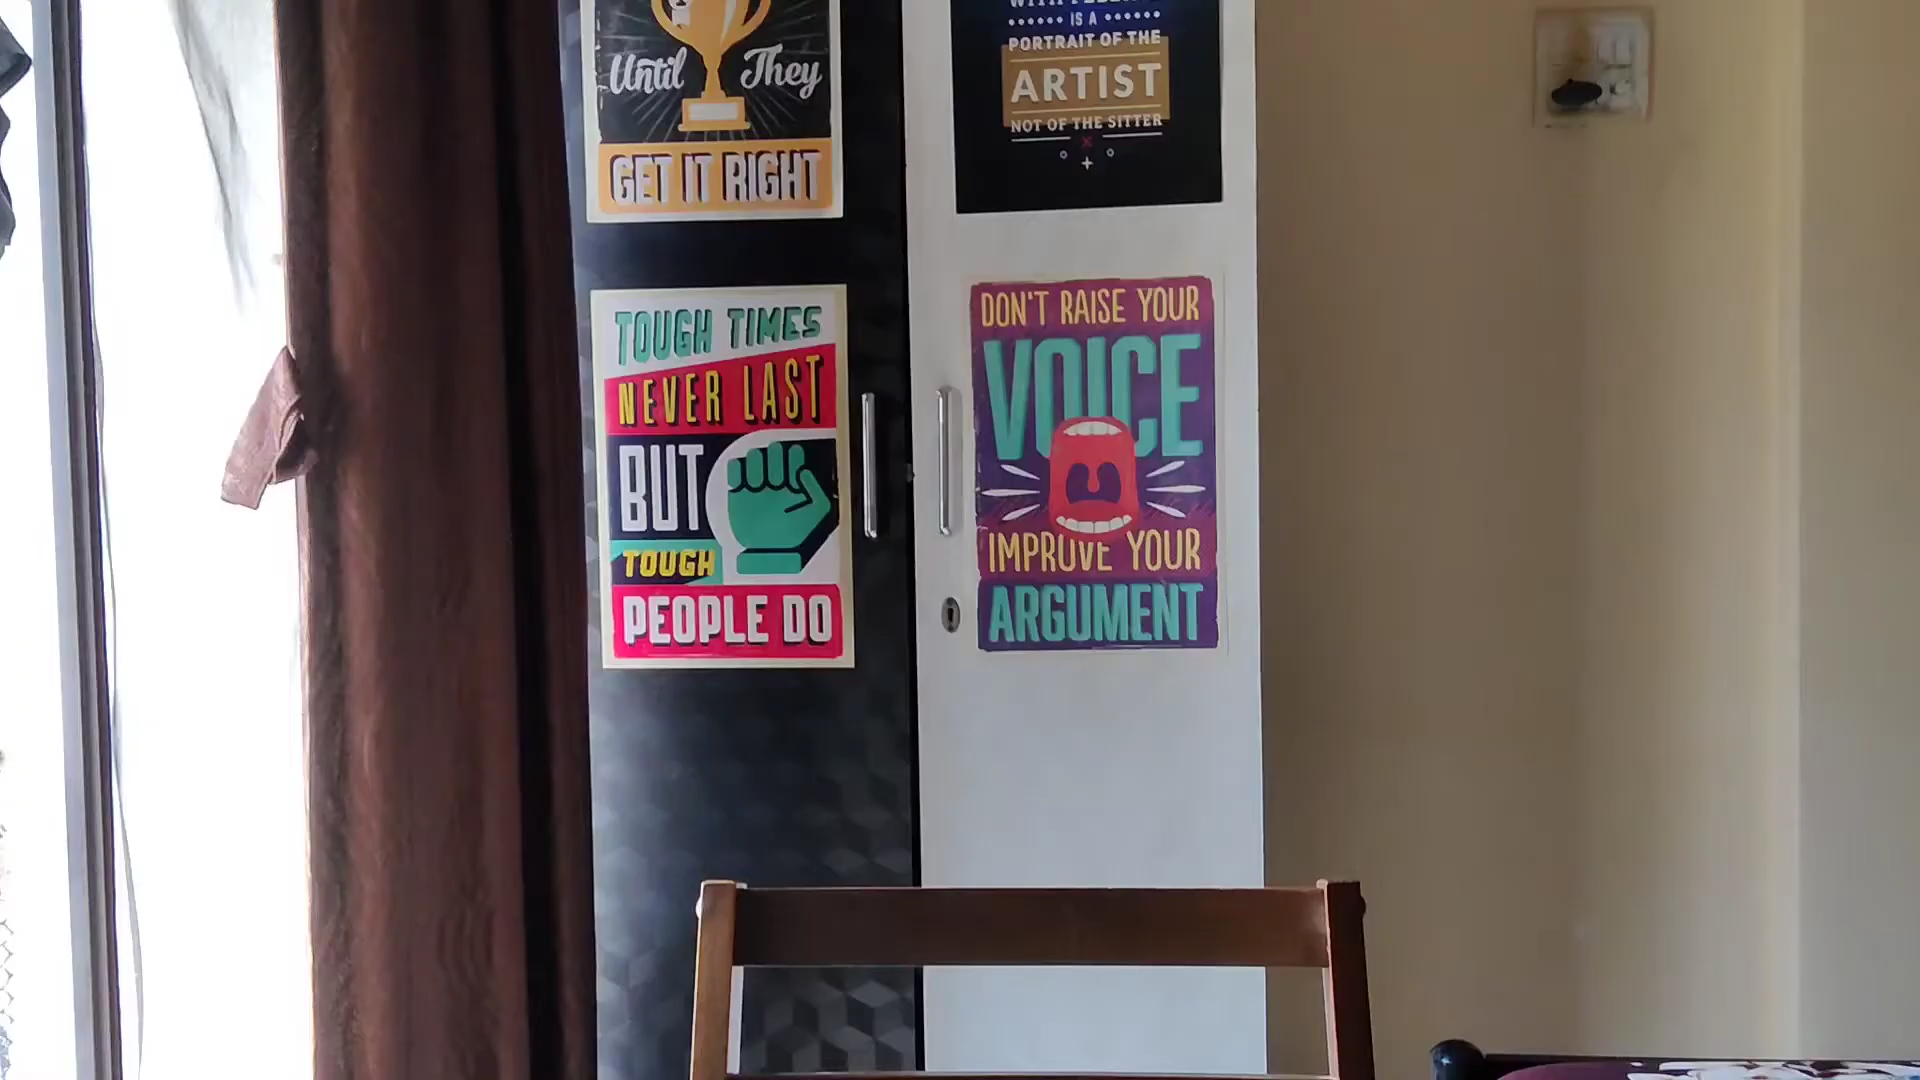 Until They
GET IT RIGHT
IS A
PORTRAIT OF THE
ARTIST
NOT OF THE SITTER
TOUGH TIMES
NEVER LAST
BUT
TOUGH
PEOPLE DO
DON'T RAISE YOUR
VOICE
IMPROVE YOUR
ARGUMENT